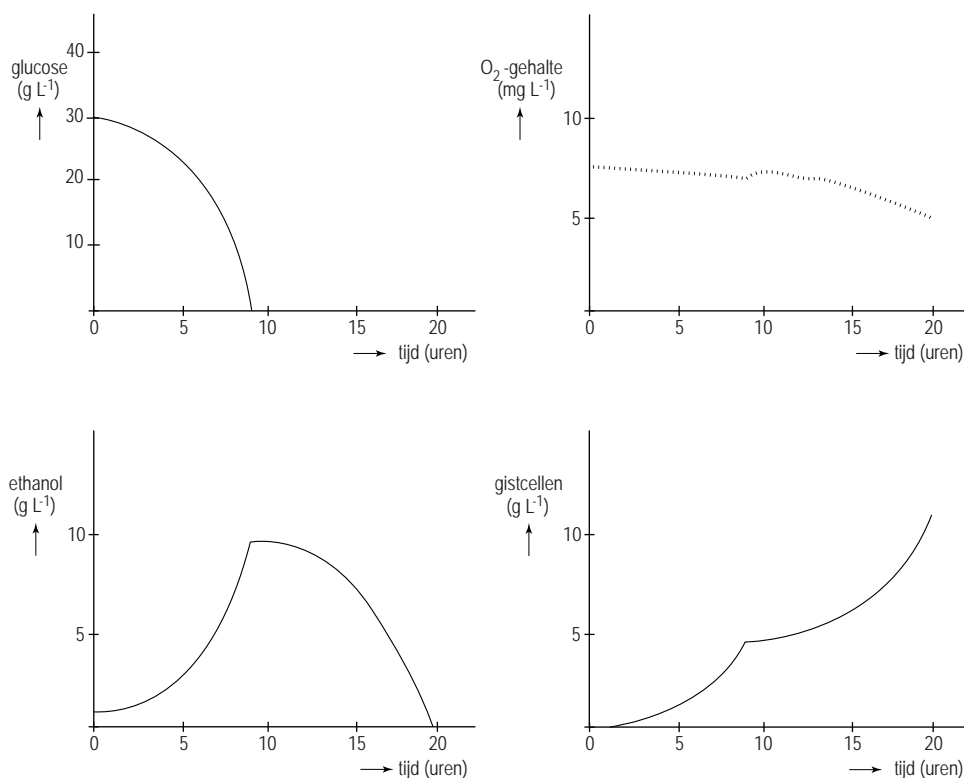 glucose
(g L-1)
40
30
20
10
0 5 10 15 20
tijd (uren)
O2 -gehalte
(mg L-1)
10
5
0 5 10 15 20
tijd (uren)
ethanol
(g L-1)
10
5
0 5 10 15 20
tijd (uren)
gistcellen
(g L-1)
10
5
0 5 10 15 20
tijd (uren)